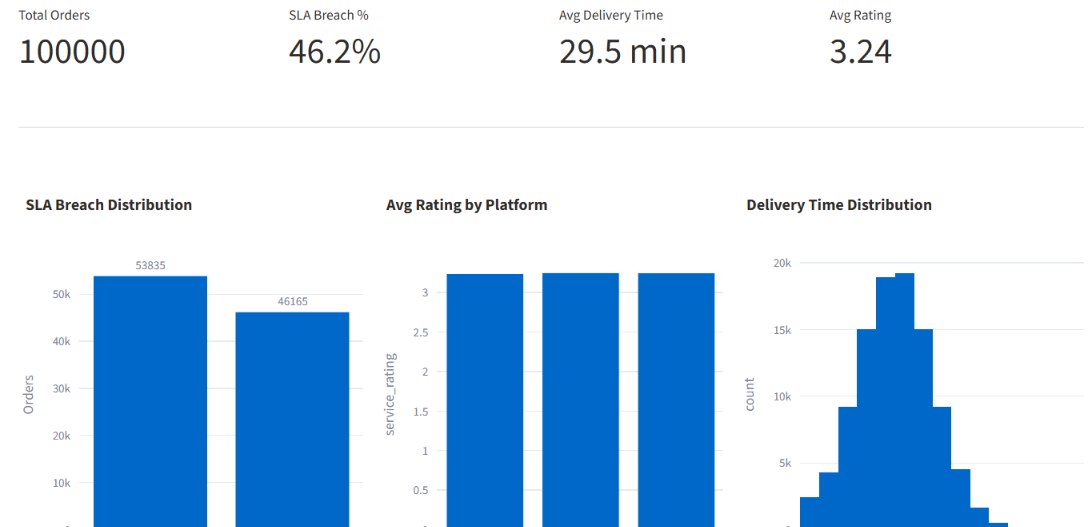 Total Orders
100000
SLA Breach %
46.2%
Avg Delivery Time
29.5 min
Avg Rating
3.24
SLA Breach Distribution
53835
46165
50k
40k
30k
20k
10k
Orders
Avg Rating by Platform
3
2.5
2
1.5
1
0.5
service_rating
Delivery Time Distribution
20k
15k
10k
5k
count